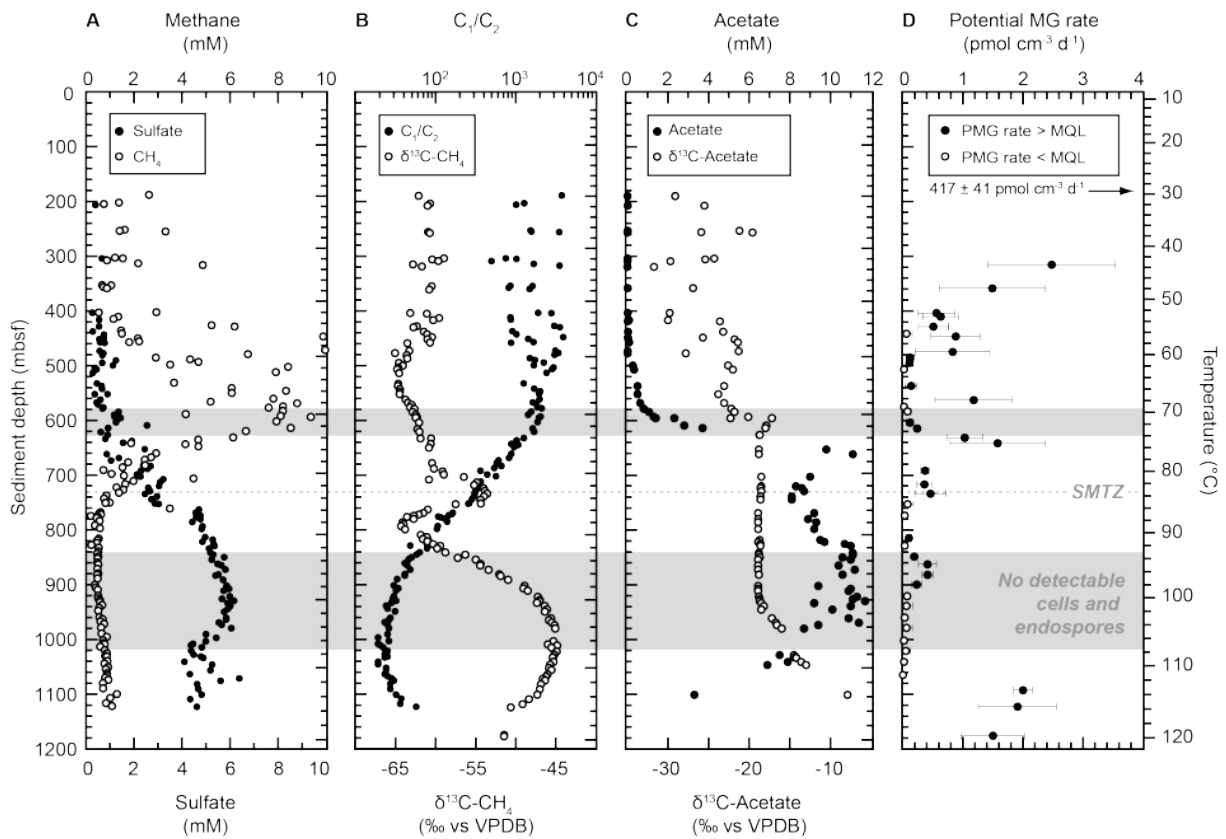 A
Methane
(mM)
0 2 4 6 8 10
B
C1/C2
10² 10³ 10⁴
C
Acetate
(mM)
0 2 4 6 8 10 12
D
Potential MG rate
(pmol cm⁻³ d⁻¹)
0 1 2 3 4
Sediment depth (mbsf)
0
100
200
300
400
500
600
700
800
900
1000
1100
1200
Sulfate
CH₄
C₁/C₂
δ¹³C-CH₄
Acetate
δ¹³C-Acetate
PMG rate > MQL
PMG rate < MQL
417 ± 41 pmol cm⁻³ d⁻¹
SMTZ
No detectable
cells and
endospores
Temperature (°C)
10
20
30
40
50
60
70
80
90
100
110
120
0 2 4 6 8 10
Sulfate
(mM)
-65 -55 -45
δ¹³C-CH₄
(‰ vs VPDB)
-30 -20 -10
δ¹³C-Acetate
(‰ vs VPDB)